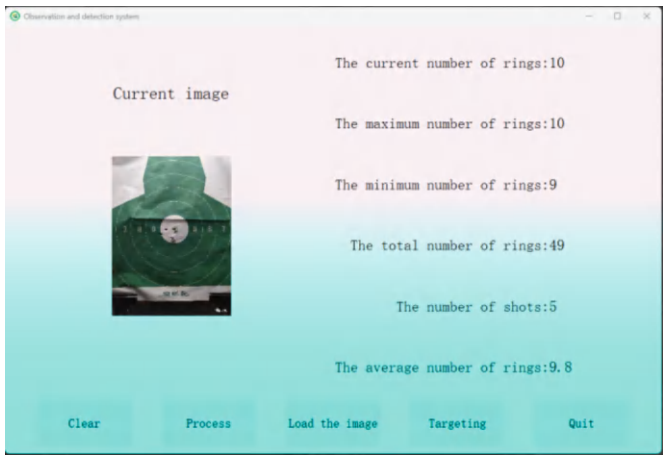 Observation and detection system
Current image
The current number of rings:10
The maximum number of rings:10
The minimum number of rings:9
The total number of rings:49
The number of shots:5
The average number of rings:9.8
Clear
Process
Load the image
Targeting
Quit